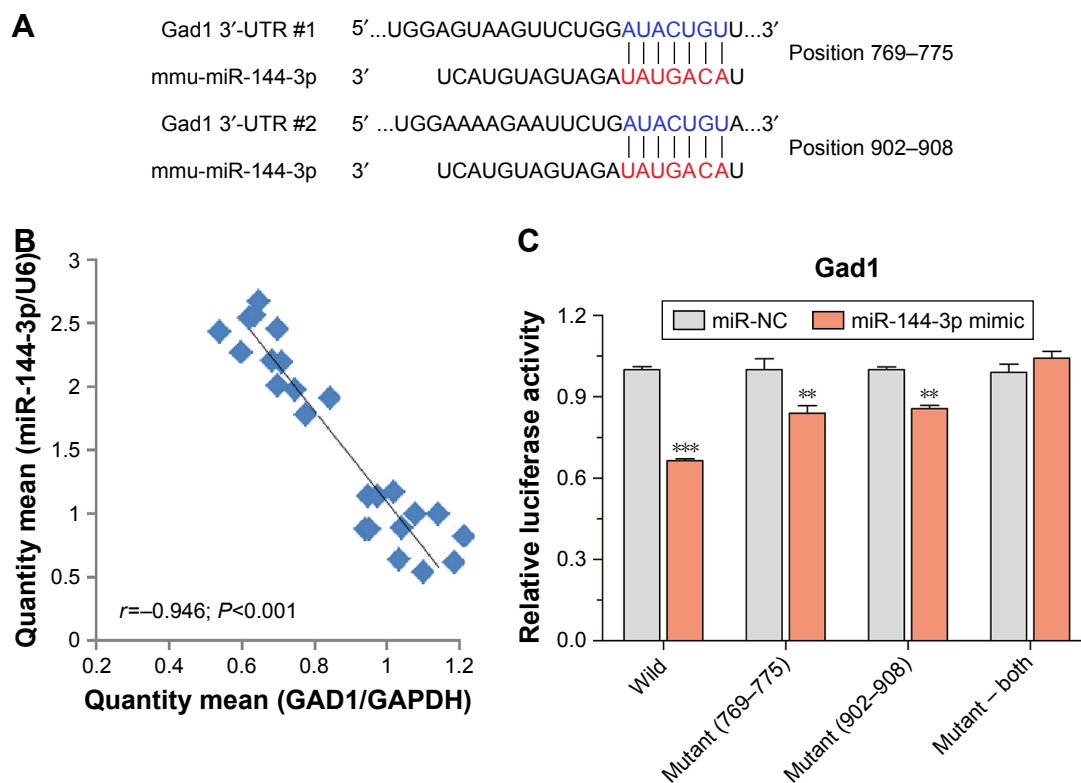 A
Gad1 3′-UTR #1 5′...UGGAGUAAGUUCUGGAUACUGUU...3′
Position 769–775
mmu-miR-144-3p 3′ UCAUGUAGUAGAUAUGACAU
Gad1 3′-UTR #2 5′ ...UGGAAAAGAAUUCUGAUACUGUA...3′
Position 902–908
mmu-miR-144-3p 3′ UCAUGUAGUAGAUAUGACAU
B
Quantity mean (miR-144-3p/U6)
3
2.5
2
1.5
1
0.5
0
r=–0.946; P<0.001
0.2 0.4 0.6 0.8 1 1.2
Quantity mean (GAD1/GAPDH)
C
Gad1
miR-NC miR-144-3p mimic
Relative luciferase activity
1.2
0.9
0.6
0.3
0.0
*** ** **
Wild
Mutant (769–775)
Mutant (902–908)
Mutant – both